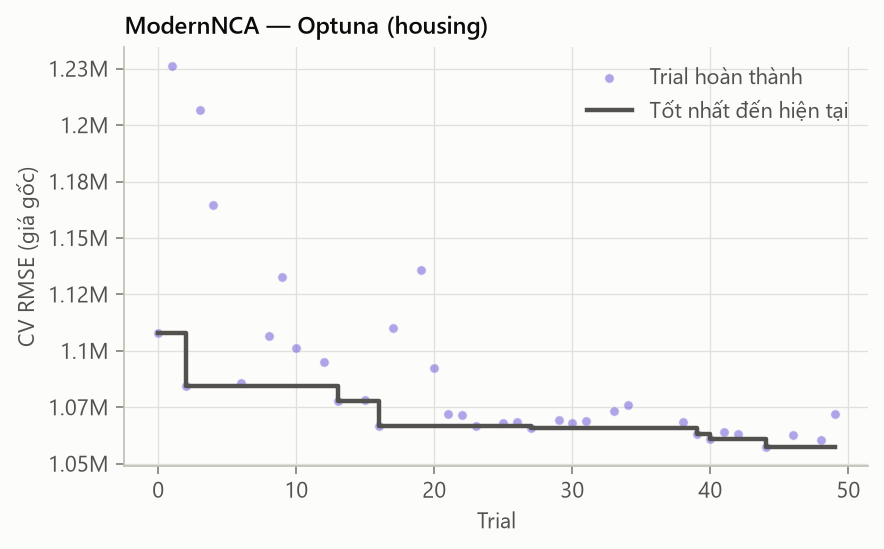 ModernNCA — Optuna (housing)
Trial hoàn thành
Tốt nhất đến hiện tại
CV RMSE (giá gốc)
1.23M
1.2M
1.18M
1.15M
1.12M
1.1M
1.07M
1.05M
0 10 20 30 40 50
Trial